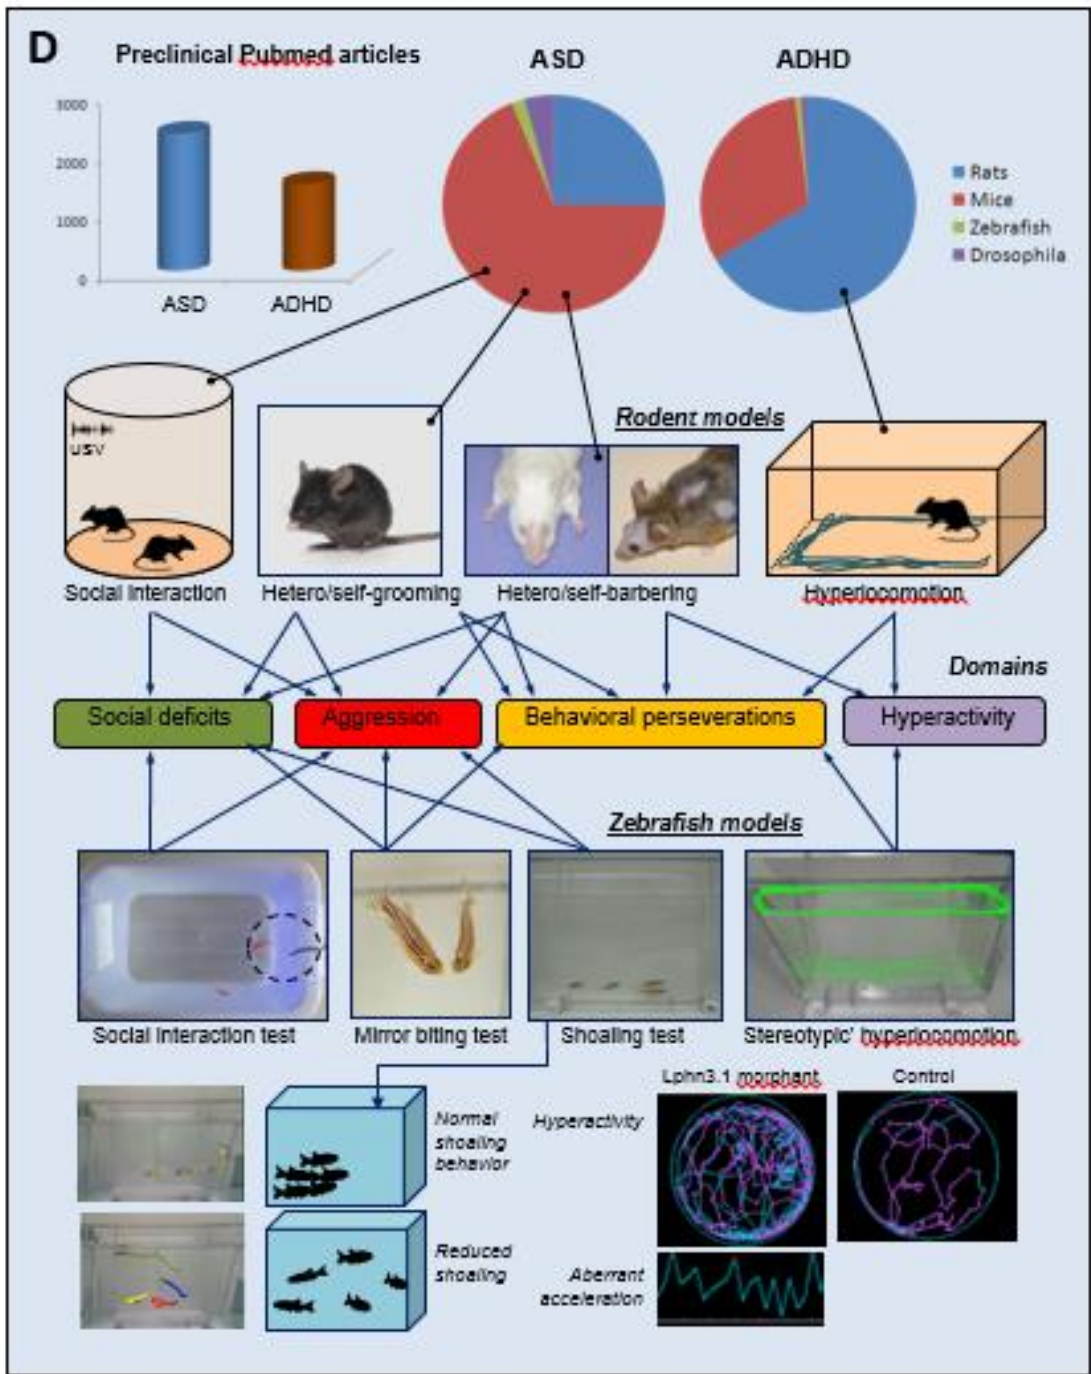 D
Preclinical Pubmed articles
ASD
ADHD
3000
2000
1000
0
ASD
ADHD
Rats
Mice
Zebrafish
Drosophila
Rodent models
USV
Social interaction
Hetero/self-grooming
Hetero/self-barbering
Hyperlocomotion
Domains
Social deficits
Aggression
Behavioral perseverations
Hyperactivity
Zebrafish models
Social interaction test
Mirror biting test
Shoaling test
Stereotypic' hyperlocomotion
Normal
shoaling
behavior
Reduced
shoaling
Lphn3.1 morphant
Control
Hyperactivity
Aberrant
acceleration